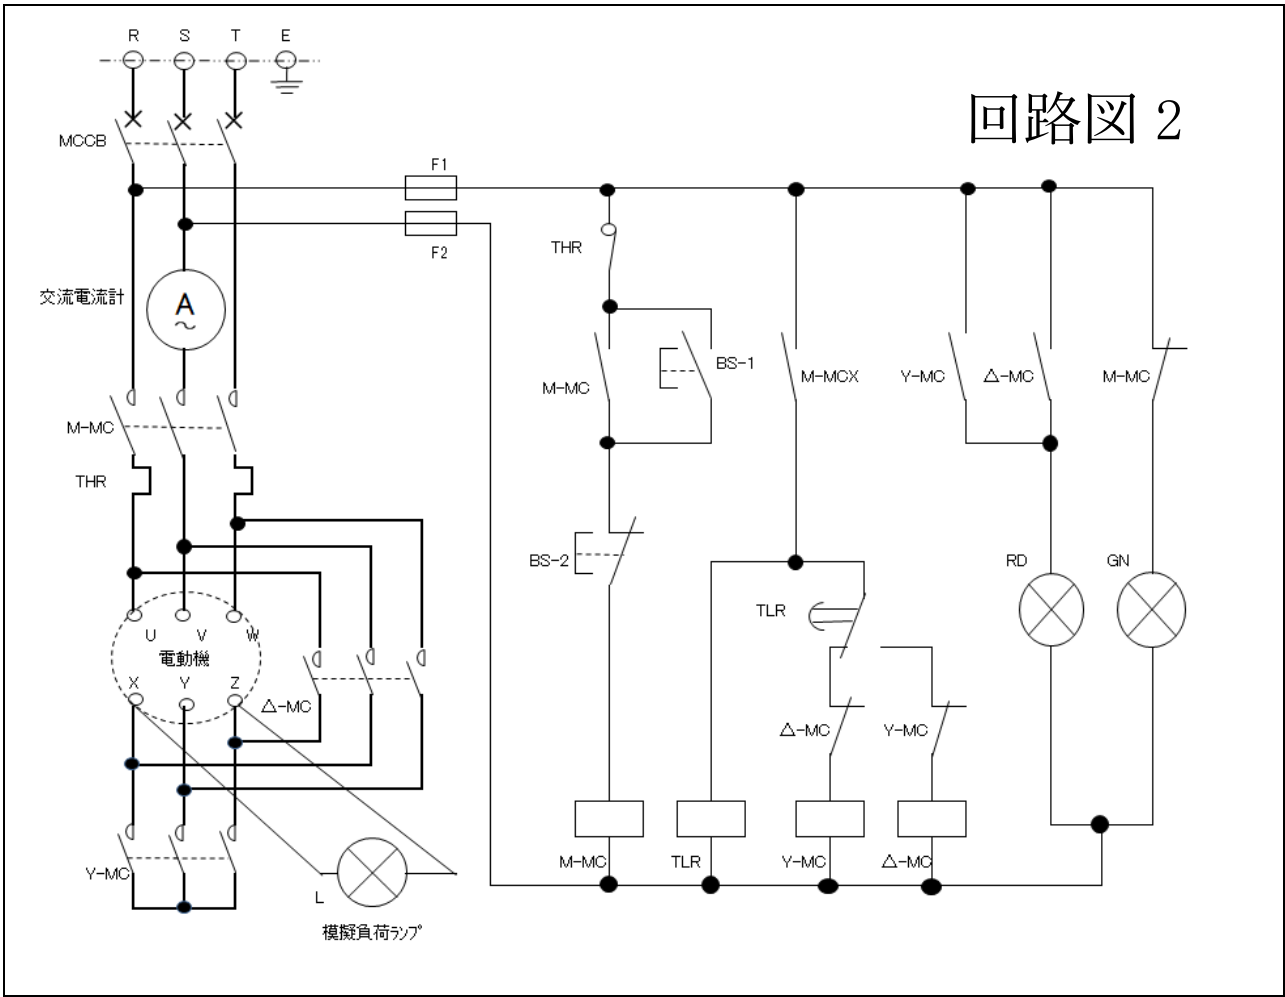 R S T E
回路図2
MCCB
F1
F2
THR
交流電流計
A
BS-1
M-MC
M-MCX
Y-MC
△-MC
M-MC
M-MC
THR
BS-2
RD
GN
TLR
U V W
電動機
X Y Z
△-MC
△-MC
Y-MC
Y-MC
M-MC
TLR
Y-MC
△-MC
L
模擬負荷ランプ